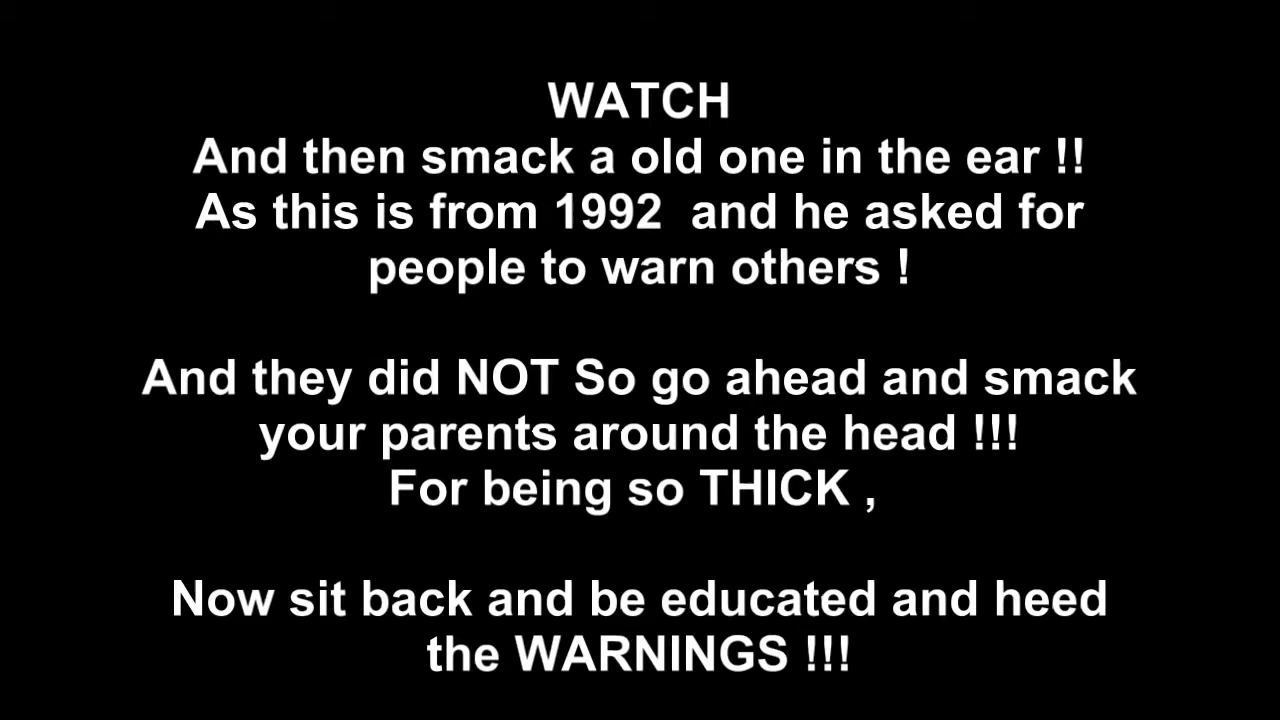 WATCH
And then smack a old one in the ear !!
As this is from 1992  and he asked for
people to warn others !
And they did NOT So go ahead and smack
your parents around the head !!!
For being so THICK ,
Now sit back and be educated and heed
the WARNINGS !!!